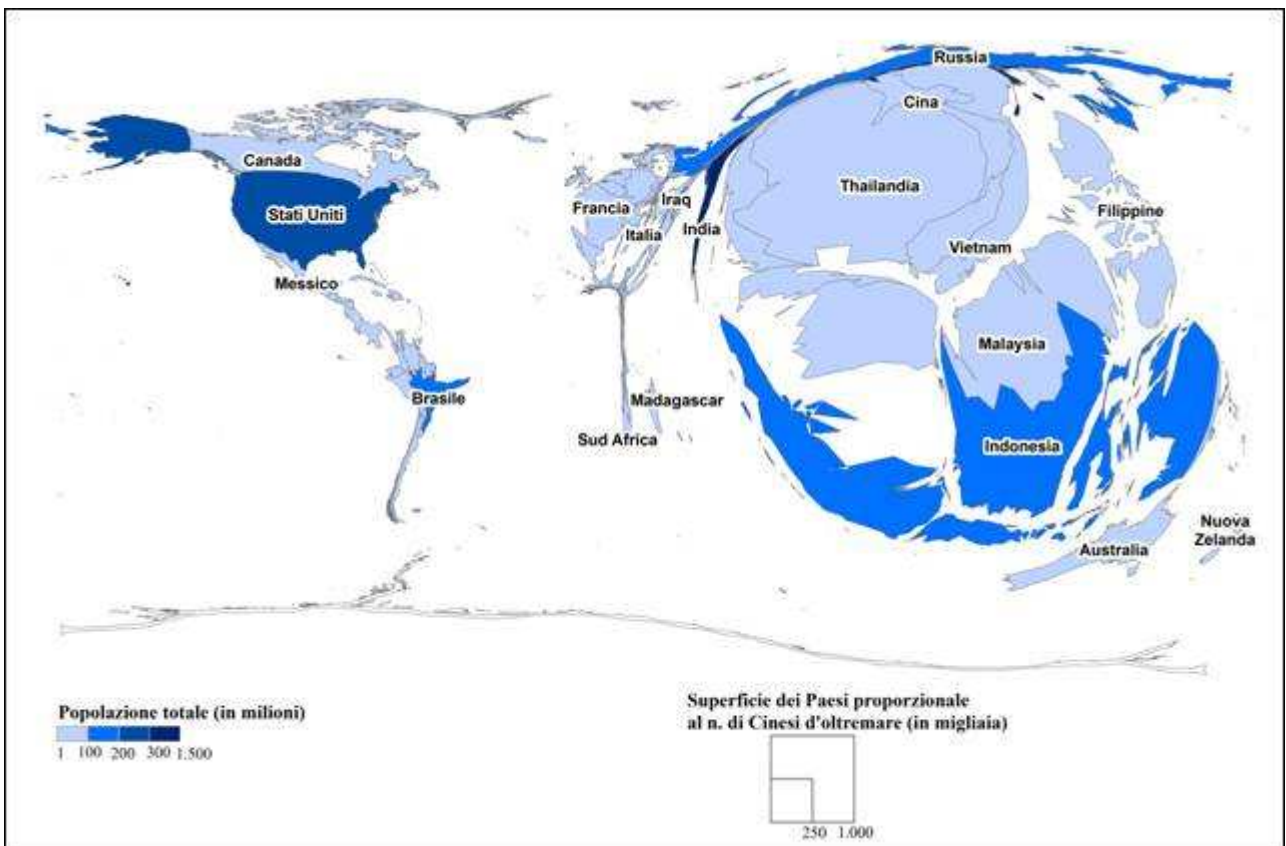 Russia
Cina
Canada
Thailandia
Stati Uniti
Francia
Iraq
Italia
India
Filippine
Vietnam
Messico
Malaysia
Brasile
Madagascar
Sud Africa
Indonesia
Nuova
Zelanda
Australia
Popolazione totale (in milioni)
1 100 200 300 1.500
Superficie dei Paesi proporzionale
al n. di Cinesi d'oltremare (in migliaia)
250 1.000